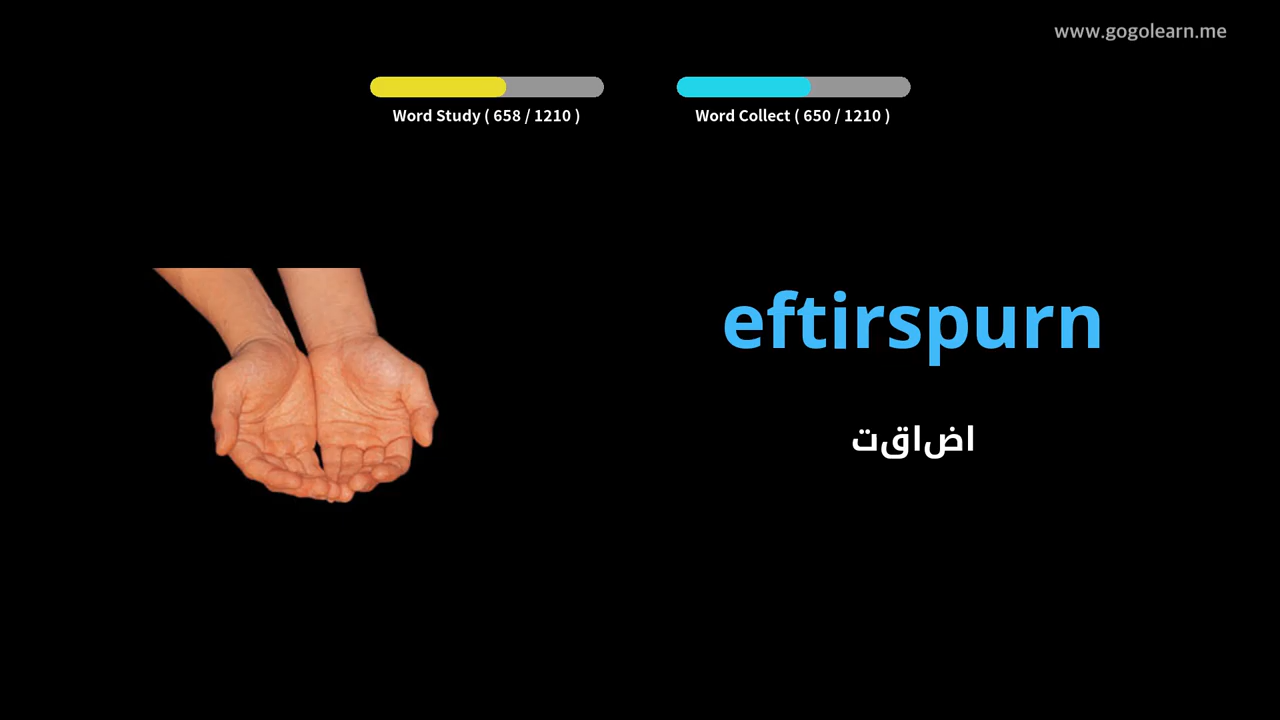 www.gogolearn.me
Word Study ( 658 / 1210 )
Word Collect ( 650 / 1210 )
eftirspurn
اضاقت